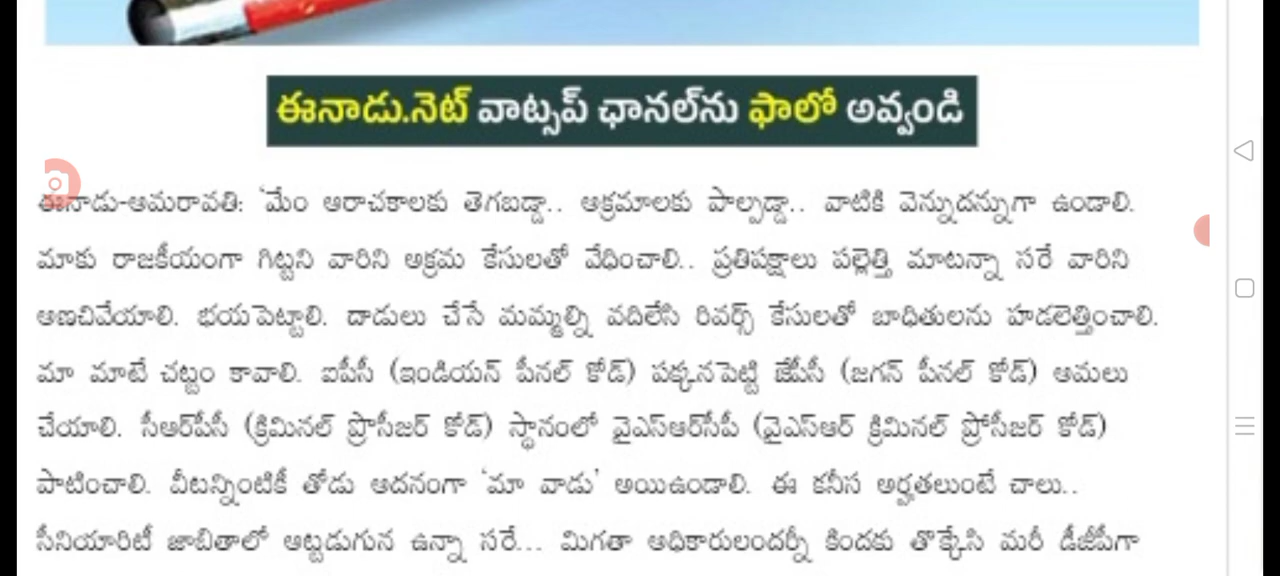 ఈనాడు.నెట్ వాట్సప్ ఛానల్‌ను ఫాలో అవ్వండి
ఈనాడు-అమరావతి: ‘మేం అరాచకాలకు తెగబడ్డా.. అక్రమాలకు పాల్పడ్డా.. వాటికి వెన్నుదన్నుగా ఉండాలి.
మాకు రాజకీయంగా గిట్టని వారిని అక్రమ కేసులతో వేధించాలి.. ప్రతిపక్షాలు పల్లెత్తి మాటన్నా సరే వారిని
అణచివేయాలి. భయపెట్టాలి. దాడులు చేసే మమ్మల్ని వదిలేసి రివర్స్ కేసులతో బాధితులను హడలెత్తించాలి.
మా మాటే చట్టం కావాలి. ఐపీసీ (ఇండియన్ పీనల్ కోడ్) పక్కనపెట్టి జేపీసీ (జగన్ పీనల్ కోడ్) అమలు
చేయాలి. సీఆర్‌పీసీ (క్రిమినల్ ప్రొసీజర్ కోడ్) స్థానంలో వైఎస్ఆర్‌సీపీ (వైఎస్ఆర్ క్రిమినల్ ప్రోసీజర్ కోడ్)
పాటించాలి. వీటన్నింటికీ తోడు అదనంగా ‘మా వాడు’ అయిఉండాలి. ఈ కనీస అర్హతలుంటే చాలు..
సీనియారిటీ జాబితాలో అట్టడుగున ఉన్నా సరే... మిగతా అధికారులందర్నీ కిందకు తొక్కేసి మరీ డీజీపీగా